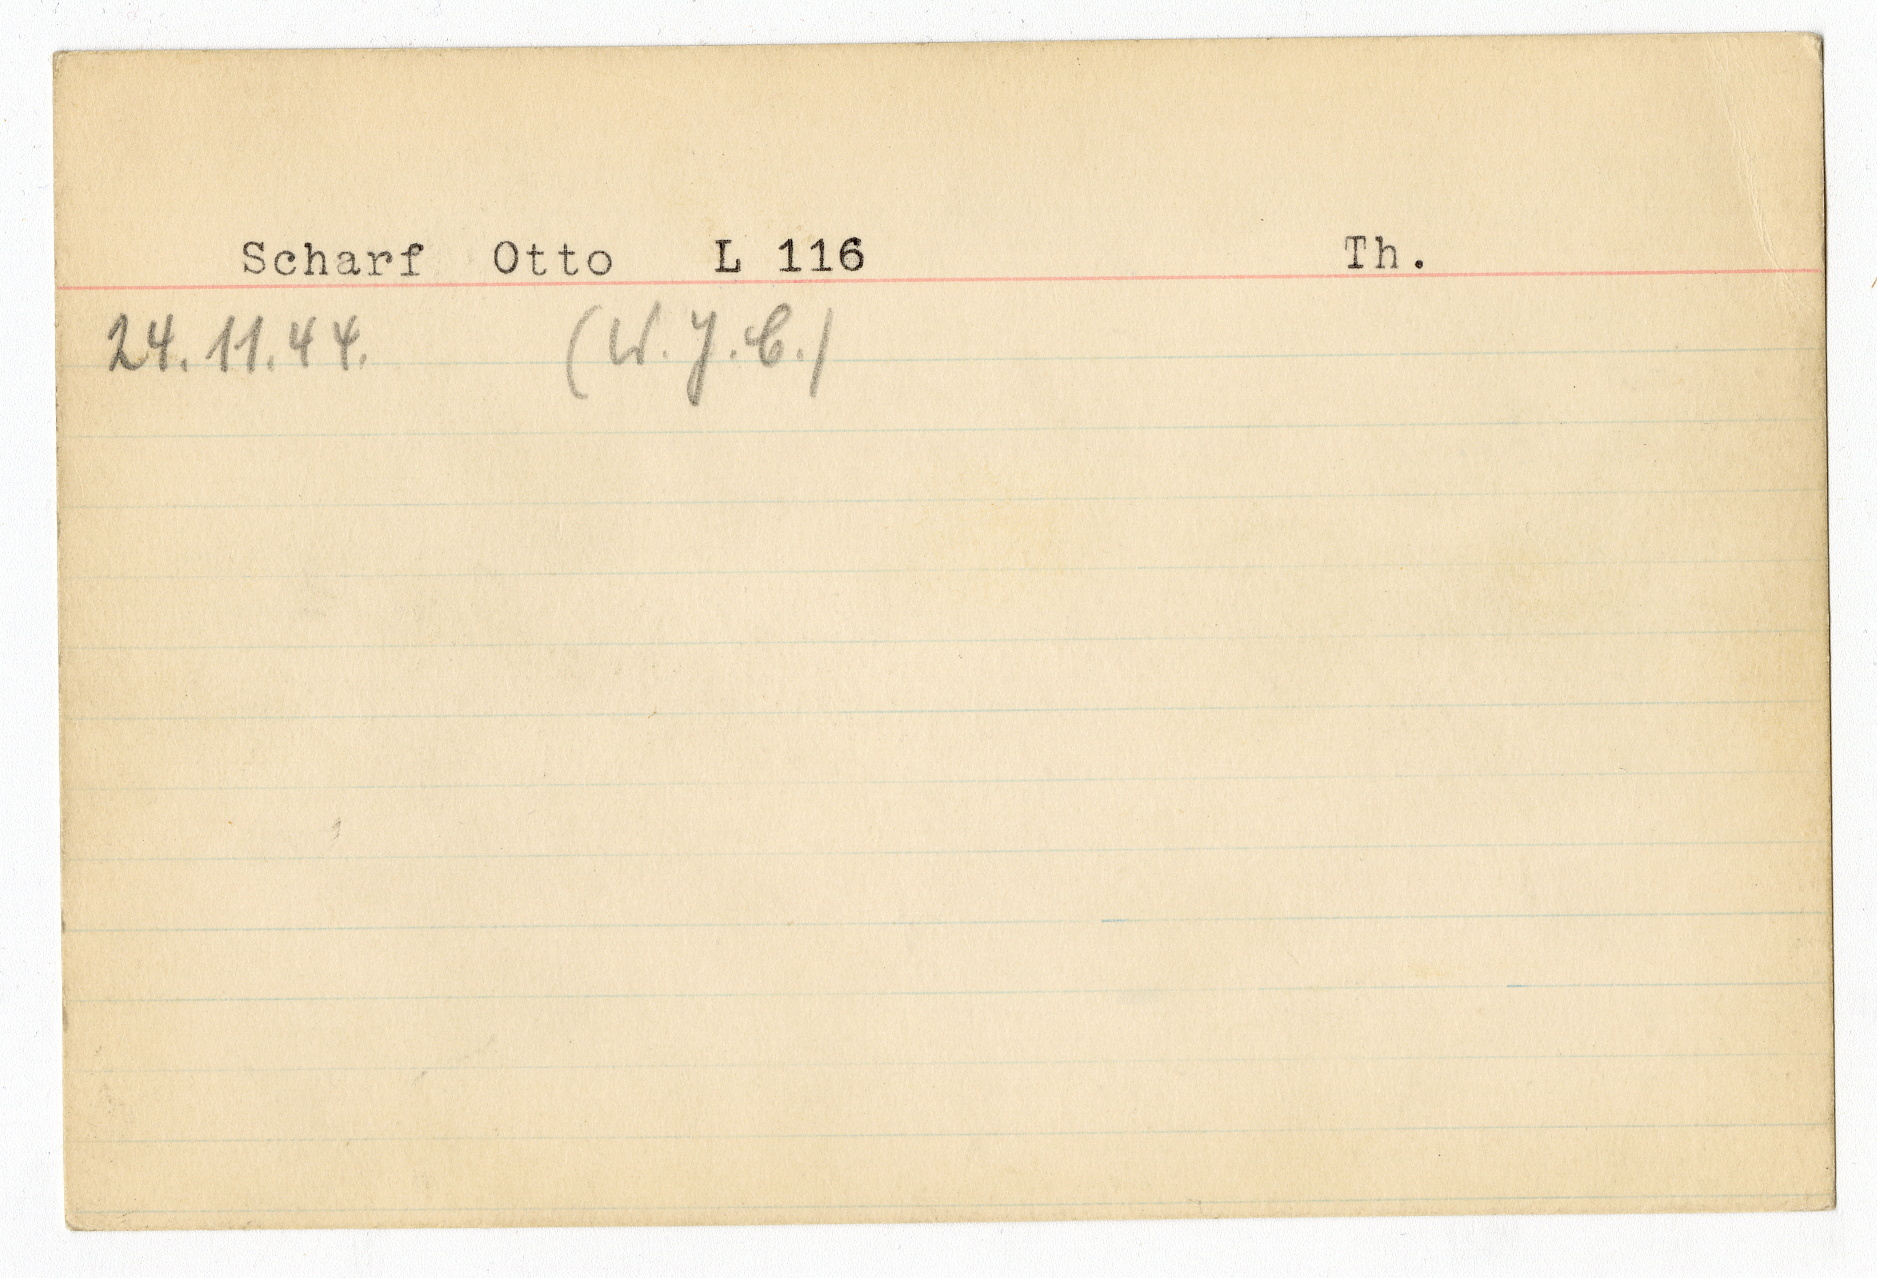 Scharf Otto L 116 Th.
24.11.44. (W.J.C.)